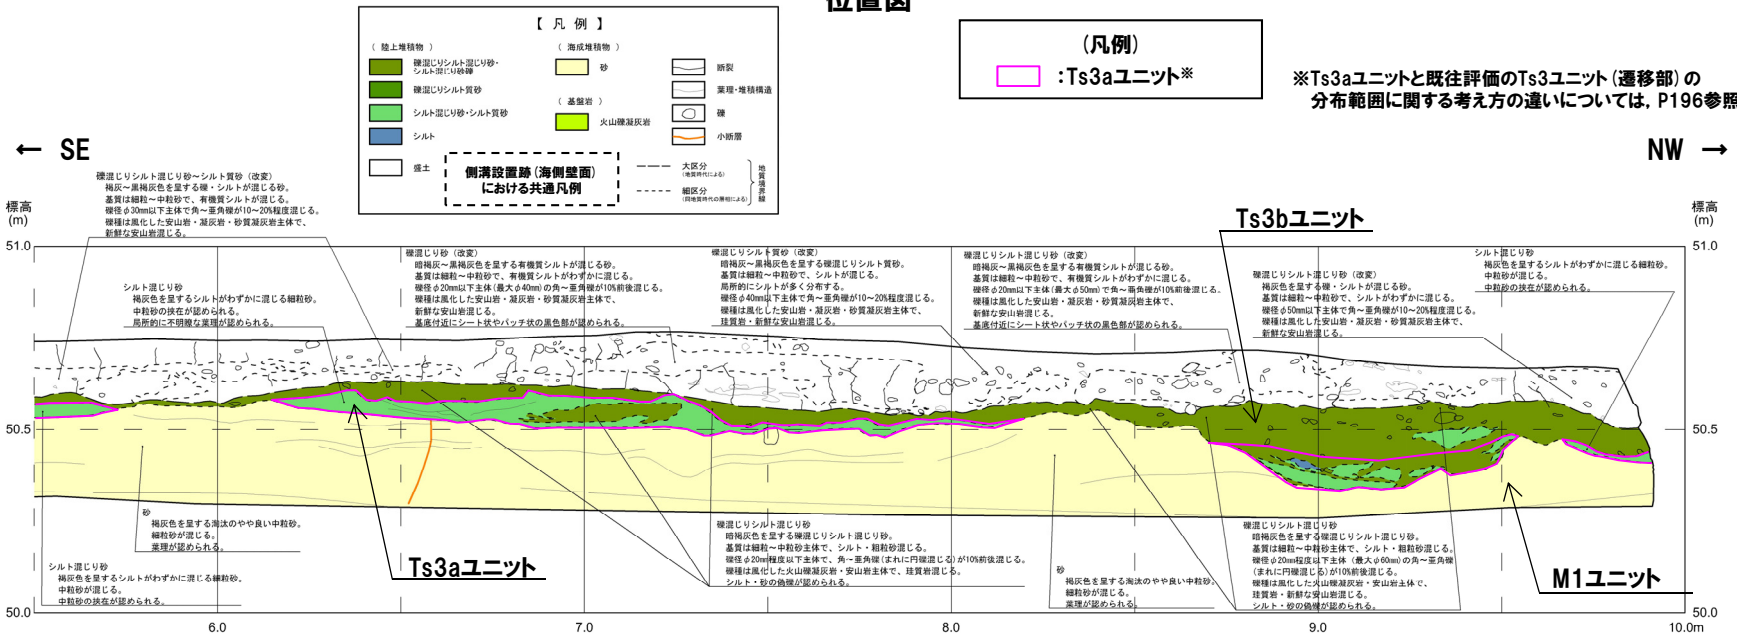 位置図
【 凡 例 】
( 陸上堆積物 )
礫混じりシルト混じり砂・
シルト混じり砂礫
礫混じりシルト質砂
シルト混じり砂・シルト質砂
シルト
盛土
( 海成堆積物 )
砂
( 基盤岩 )
火山礫凝灰岩
断裂
葉理・堆積構造
礫
小断層
側溝設置跡(海側壁面)
における共通凡例
大区分
(地質時代による)
細区分
(同地質時代の層相による)
地質境界線
(凡例)
:Ts3aユニット※
※Ts3aユニットと既往評価のTs3ユニット(遷移部)の
分布範囲に関する考え方の違いについては, P196参照
← SE
NW →
標高
(m)
51.0
50.5
50.0
標高
(m)
51.0
50.5
50.0
礫混じりシルト混じり砂~シルト質砂(改変)
褐灰~黒褐灰色を呈する礫・シルトが混じる砂。
基質は細粒~中粒砂で、有機質シルトが混じる。
礫径φ30mm以下主体で角~亜角礫が10~20%程度混じる。
礫種は風化した安山岩・凝灰岩・砂質凝灰岩主体で、
新鮮な安山岩混じる。
シルト混じり砂
褐灰色を呈するシルトがわずかに混じる細粒砂。
中粒砂の挟在が認められる。
局所的に不明瞭な葉理が認められる。
礫混じり砂(改変)
暗褐灰~黒褐灰色を呈する有機質シルトが混じる砂。
基質は細粒~中粒砂で、有機質シルトがわずかに混じる。
礫径φ20mm以下主体(最大φ40mm)の角~亜角礫が10%前後混じる。
礫種は風化した安山岩・凝灰岩・砂質凝灰岩主体で、
新鮮な安山岩混じる。
基底付近にシート状やパッチ状の黒色部が認められる。
礫混じりシルト質砂(改変)
暗褐灰~黒褐灰色を呈する礫混じりシルト質砂。
基質は細粒~中粒砂で、シルトが混じる。
局所的にシルトが多く分布する。
礫径φ40mm以下主体で角~亜角礫が10~20%程度混じる。
礫種は風化した安山岩・凝灰岩・砂質凝灰岩主体で、
珪質岩・新鮮な安山岩混じる。
礫混じり砂(改変)
暗褐灰~黒褐灰色を呈する有機質シルトが混じる砂。
基質は細粒~中粒砂で、有機質シルトがわずかに混じる。
礫径φ20mm以下主体(最大φ50mm)で角~亜角礫が10%前後混じる。
礫種は風化した安山岩・凝灰岩・砂質凝灰岩主体で、
新鮮な安山岩混じる。
基底付近にシート状やパッチ状の黒色部が認められる。
Ts3bユニット
礫混じりシルト混じり砂(改変)
褐灰色を呈する礫・シルト混じる砂。
基質は細粒~中粒砂で、シルトがわずかに混じる。
礫径φ50mm以下主体で角~亜角礫が10~20%程度混じる。
礫種は風化した安山岩・凝灰岩・砂質凝灰岩主体で、
新鮮な安山岩混じる。
シルト混じり砂
褐灰色を呈するシルトがわずかに混じる細粒砂。
中粒砂が混じる。
中粒砂の挟在が認められる。
砂
褐灰色を呈する淘汰のやや良い中粒砂。
細粒砂が混じる。
葉理が認められる。
シルト混じり砂
褐灰色を呈するシルトがわずかに混じる細粒砂。
中粒砂が混じる。
中粒砂の挟在が認められる。
Ts3aユニット
礫混じりシルト混じり砂
暗褐灰色を呈する礫混じりシルト混じり砂。
基質は細粒~中粒砂主体で、シルト・粗粒砂混じる。
礫径φ20mm程度以下主体で、角~亜角礫(まれに円礫混じる)が10%前後混じる。
礫種は風化した火山礫凝灰岩・安山岩主体で、珪質岩混じる。
シルト・砂の偽礫が認められる。
砂
褐灰色を呈する淘汰のやや良い中粒砂。
細粒砂が混じる。
葉理が認められる。
礫混じりシルト混じり砂
暗褐灰色を呈する礫混じりシルト混じり砂。
基質は細粒~中粒砂主体で、シルト・粗粒砂混じる。
礫径φ20mm程度以下主体(最大φ60mm)の角~亜角礫
(まれに円礫混じる)が10%前後混じる。
礫種は風化した火山礫凝灰岩・安山岩主体で、
珪質岩・新鮮な安山岩混じる。
シルト・砂の偽礫が認められる。
M1ユニット
6.0
7.0
8.0
9.0
10.0m